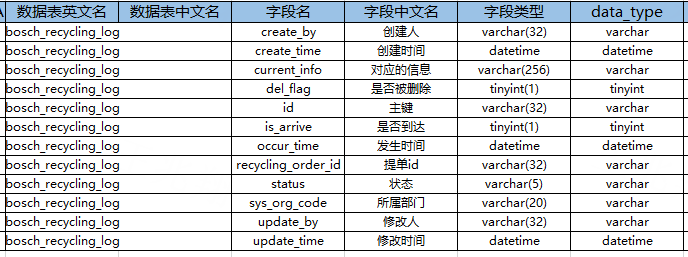 数据表英文名 数据表中文名 字段名 字段中文名 字段类型 data_type
bosch_recycling_log create_by 创建人 varchar(32) varchar
bosch_recycling_log create_time 创建时间 datetime datetime
bosch_recycling_log current_info 对应的信息 varchar(256) varchar
bosch_recycling_log del_flag 是否被删除 tinyint(1) tinyint
bosch_recycling_log id 主键 varchar(32) varchar
bosch_recycling_log is_arrive 是否到达 tinyint(1) tinyint
bosch_recycling_log occur_time 发生时间 datetime datetime
bosch_recycling_log recycling_order_id 提单id varchar(32) varchar
bosch_recycling_log status 状态 varchar(5) varchar
bosch_recycling_log sys_org_code 所属部门 varchar(20) varchar
bosch_recycling_log update_by 修改人 varchar(32) varchar
bosch_recycling_log update_time 修改时间 datetime datetime